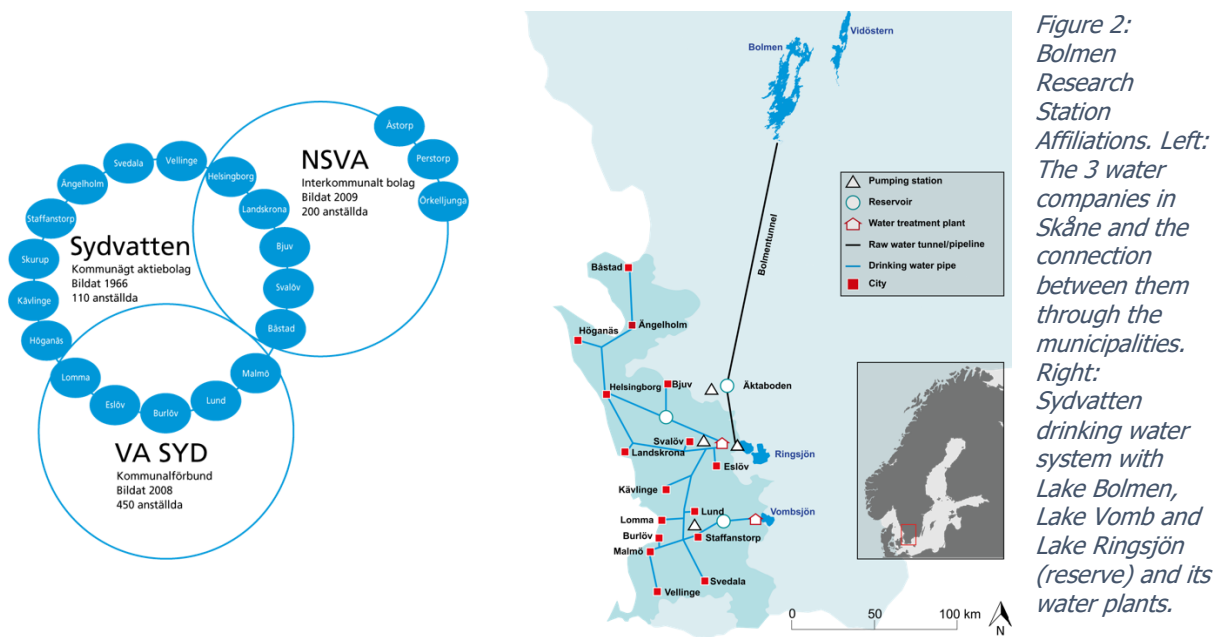 Åstorp
Perstorp
Örkelljunga
NSVA
Interkommunalt bolag
Bildat 2009
200 anställda
Svedala
Vellinge
Helsingborg
Ängelholm
Landskrona
Staffanstorp
Bjuv
Skurup
Sydvatten
Kommunägt aktiebolag
Bildat 1966
110 anställda
Svalöv
Kävlinge
Båstad
Höganäs
Malmö
Lomma
Eslöv
Burlöv
Lund
VA SYD
Kommunalförbund
Bildat 2008
450 anställda
Vidöstern
Bolmen
Bolmentunnel
Pumping station
Reservoir
Water treatment plant
Raw water tunnel/pipeline
Drinking water pipe
City
Båstad
Ängelholm
Höganäs
Helsingborg
Bjuv
Äktaboden
Svalöv
Landskrona
Ringsjön
Eslöv
Kävlinge
Lund
Vombsjön
Lomma
Burlöv
Staffanstorp
Malmö
Svedala
Vellinge
0 50 100 km
N
Figure 2:
Bolmen
Research
Station
Affiliations. Left:
The 3 water
companies in
Skåne and the
connection
between them
through the
municipalities.
Right:
Sydvatten
drinking water
system with
Lake Bolmen,
Lake Vomb and
Lake Ringsjön
(reserve) and its
water plants.